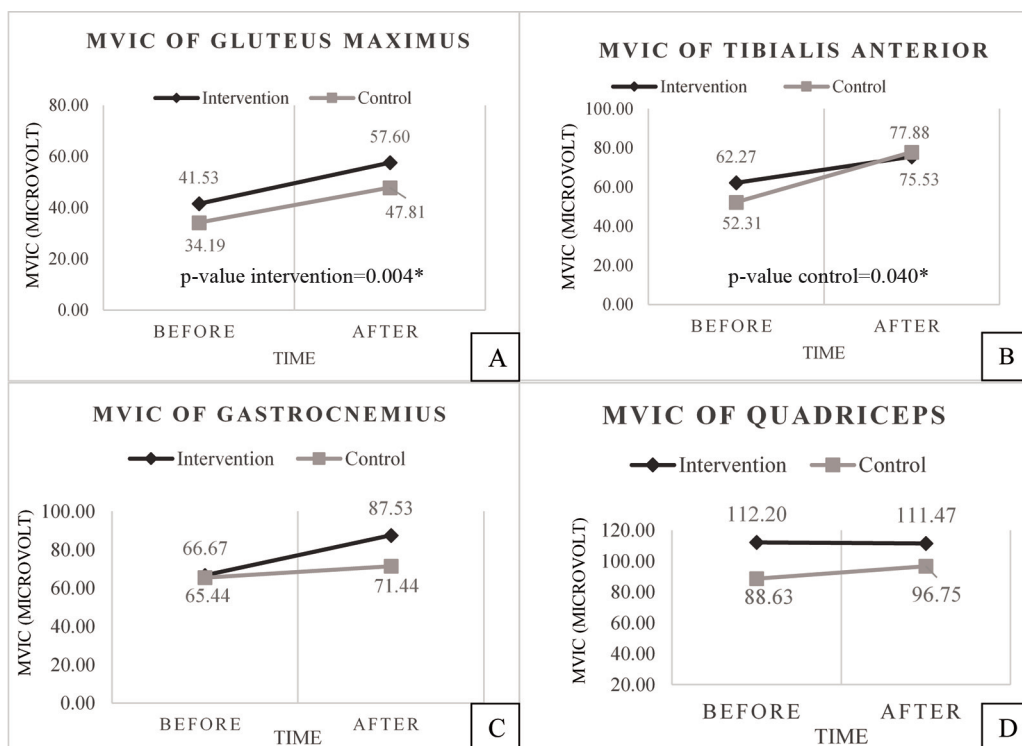 MVIC OF GLUTEUS MAXIMUS
Intervention Control
MVIC (MICROVOLT)
80.00
60.00
40.00
20.00
0.00
41.53
57.60
34.19
47.81
p-value intervention=0.004*
BEFORE AFTER
TIME
A
MVIC OF TIBIALIS ANTERIOR
Intervention Control
MVIC (MICROVOLT)
100.00
80.00
60.00
40.00
20.00
0.00
62.27
77.88
52.31
75.53
p-value control=0.040*
BEFORE AFTER
TIME
B
MVIC OF GASTROCNEMIUS
Intervention Control
MVIC (MICROVOLT)
100.00
80.00
60.00
40.00
20.00
0.00
66.67
87.53
65.44
71.44
BEFORE AFTER
TIME
C
MVIC OF QUADRICEPS
Intervention Control
MVIC (MICROVOLT)
120.00
100.00
80.00
60.00
40.00
20.00
112.20
111.47
88.63
96.75
BEFORE AFTER
TIME
D